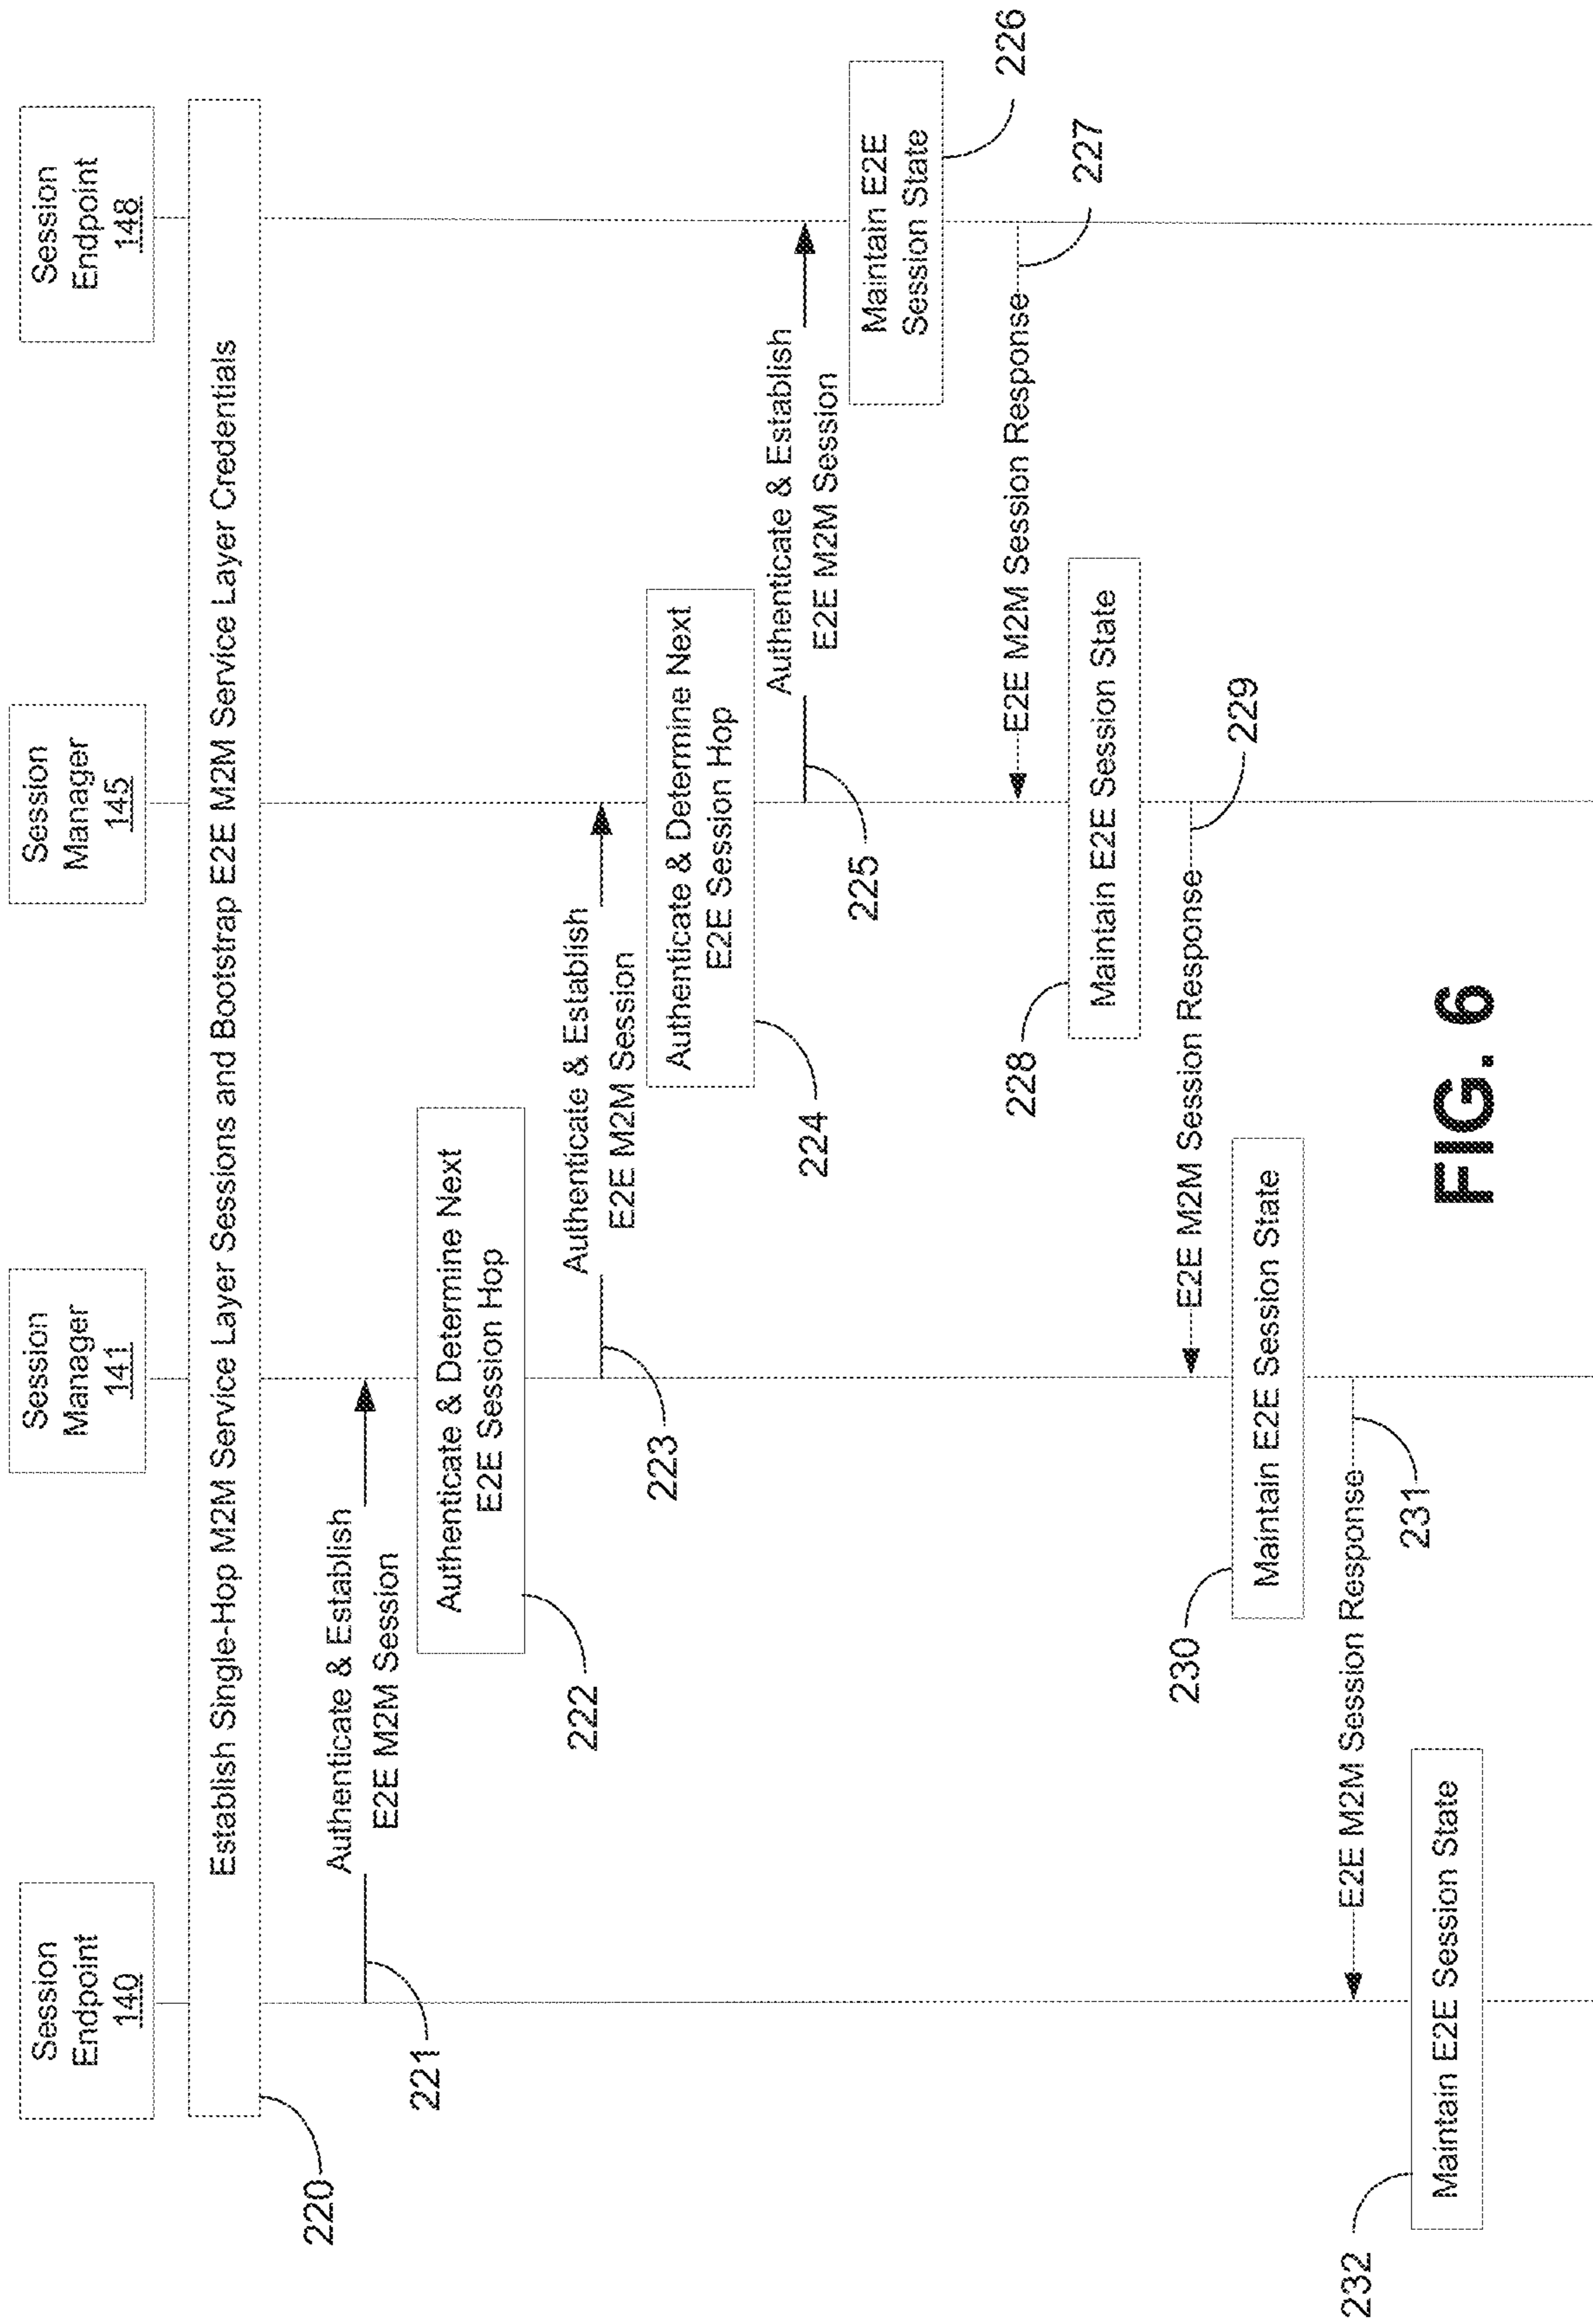 Session
Endpoint
140
Session
Manager
141
Session
Manager
145
Session
Endpoint
148
Establish Single-Hop M2M Service Layer Sessions and Bootstrap E2E M2M Service Layer Credentials
220
Authenticate & Establish
E2E M2M Session
221
Authenticate & Determine Next
E2E Session Hop
222
Authenticate & Establish
E2E M2M Session
223
Authenticate & Determine Next
E2E Session Hop
224
Authenticate & Establish
E2E M2M Session
225
Maintain E2E
Session State
226
E2E M2M Session Response
227
Maintain E2E Session State
228
E2E M2M Session Response
229
Maintain E2E Session State
230
E2E M2M Session Response
231
Maintain E2E Session State
232
FIG. 6